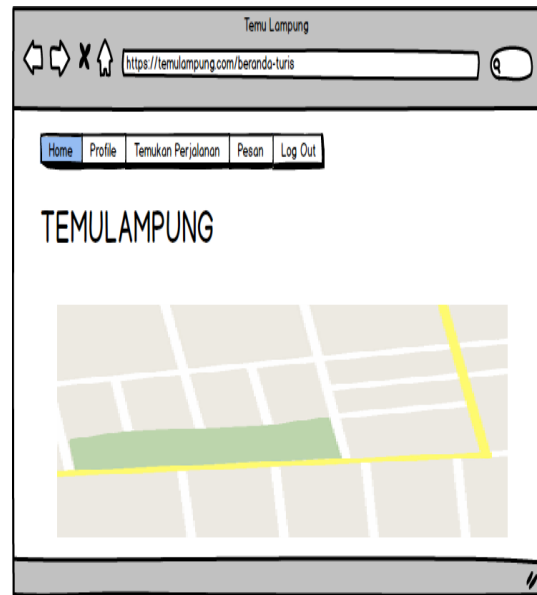 Temu Lampung
https://temulampung.com/beranda-turis
Home Profile Temukan Perjalanan Pesan Log Out
TEMULAMPUNG